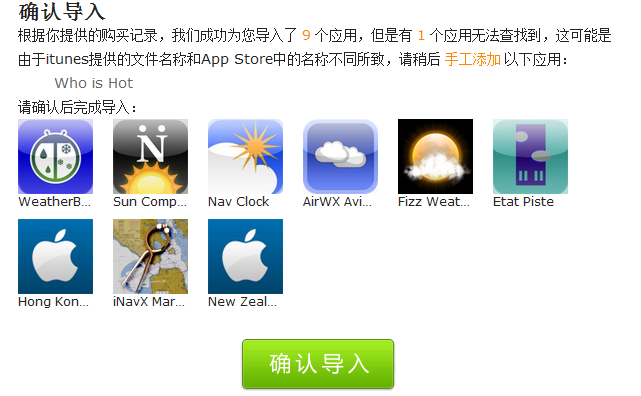 确认导入
根据你提供的购买记录，我们成功为您导入了 9 个应用，但是有 1 个应用无法查找到，这可能是
由于itunes提供的文件名称和App Store中的名称不同所致，请稍后 手工添加 以下应用：
Who is Hot
请确认后完成导入：
N
WeatherB... Sun Comp... Nav Clock AirWX Avi... Fizz Weat... Etat Piste
Hong Kon... iNavX Mar... New Zeal...
确认导入